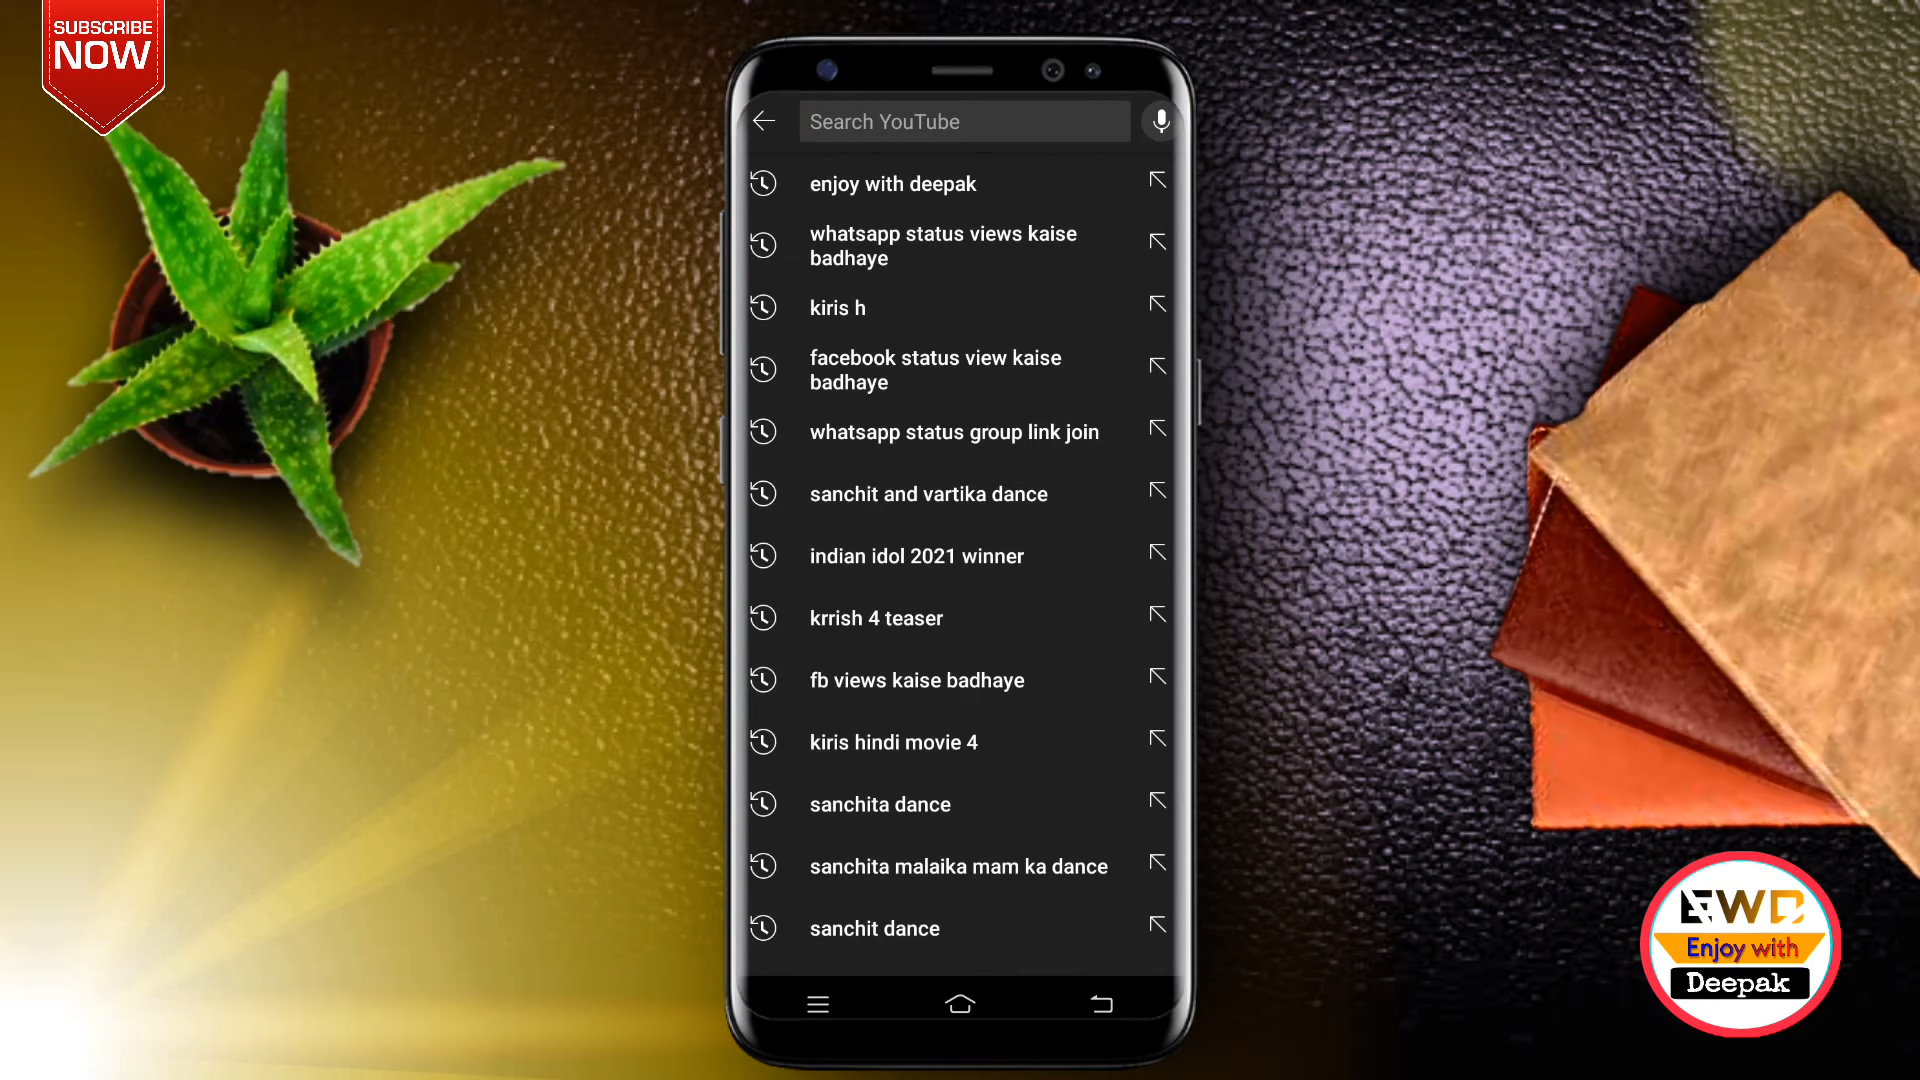 SUBSCRIBE
NOW
Search YouTube
enjoy with deepak
whatsapp status views kaise
badhaye
kiris h
facebook status view kaise
badhaye
whatsapp status group link join
sanchit and vartika dance
indian idol 2021 winner
krrish 4 teaser
fb views kaise badhaye
kiris hindi movie 4
sanchita dance
sanchita malaika mam ka dance
sanchit dance
EWD
Enjoy with
Deepak